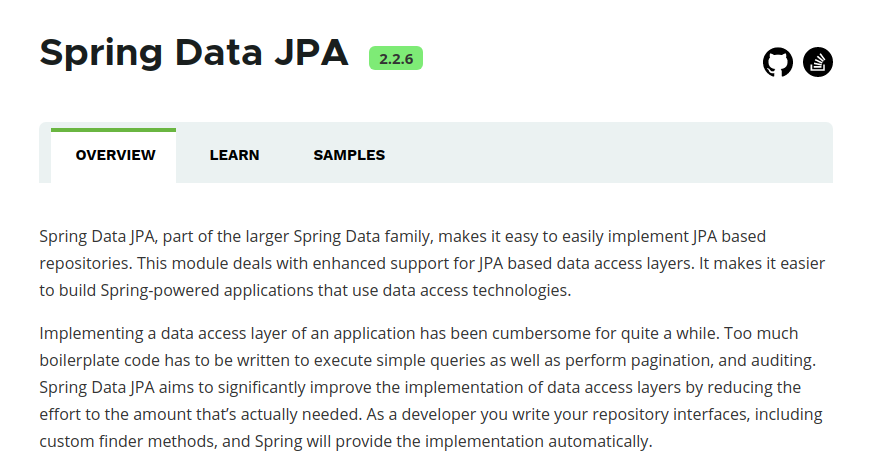 Spring Data JPA 2.2.6
OVERVIEW LEARN SAMPLES
Spring Data JPA, part of the larger Spring Data family, makes it easy to easily implement JPA based
repositories. This module deals with enhanced support for JPA based data access layers. It makes it easier
to build Spring-powered applications that use data access technologies.
Implementing a data access layer of an application has been cumbersome for quite a while. Too much
boilerplate code has to be written to execute simple queries as well as perform pagination, and auditing.
Spring Data JPA aims to significantly improve the implementation of data access layers by reducing the
effort to the amount that’s actually needed. As a developer you write your repository interfaces, including
custom finder methods, and Spring will provide the implementation automatically.